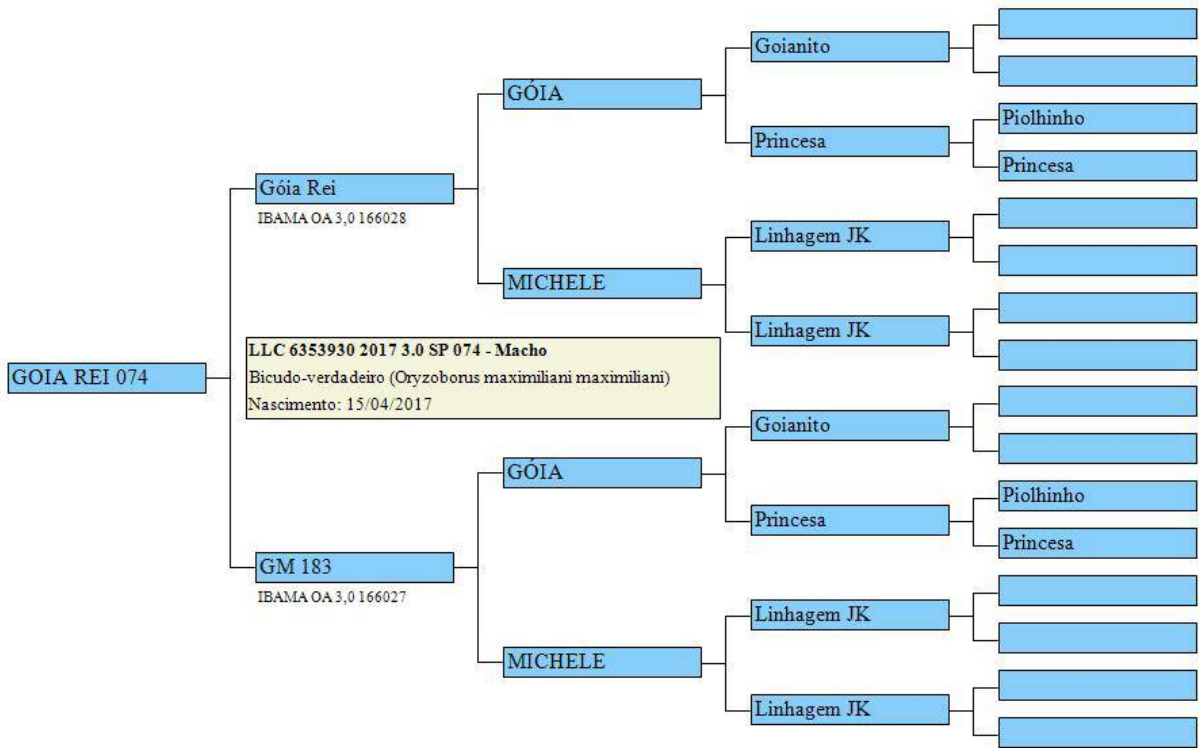 Goianito
GÓIA
Piolhinho
Princesa
Princesa
Góia Rei
IBAMA OA 3,0 166028
Linhagem JK
MICHELE
Linhagem JK
LLC 6353930 2017 3.0 SP 074 - Macho
GOIA REI 074
Bicudo-verdadeiro (Oryzoborus maximiliani maximiliani)
Nascimento: 15/04/2017
Goianito
GÓIA
Piolhinho
Princesa
Princesa
GM 183
IBAMA OA 3,0 166027
Linhagem JK
MICHELE
Linhagem JK